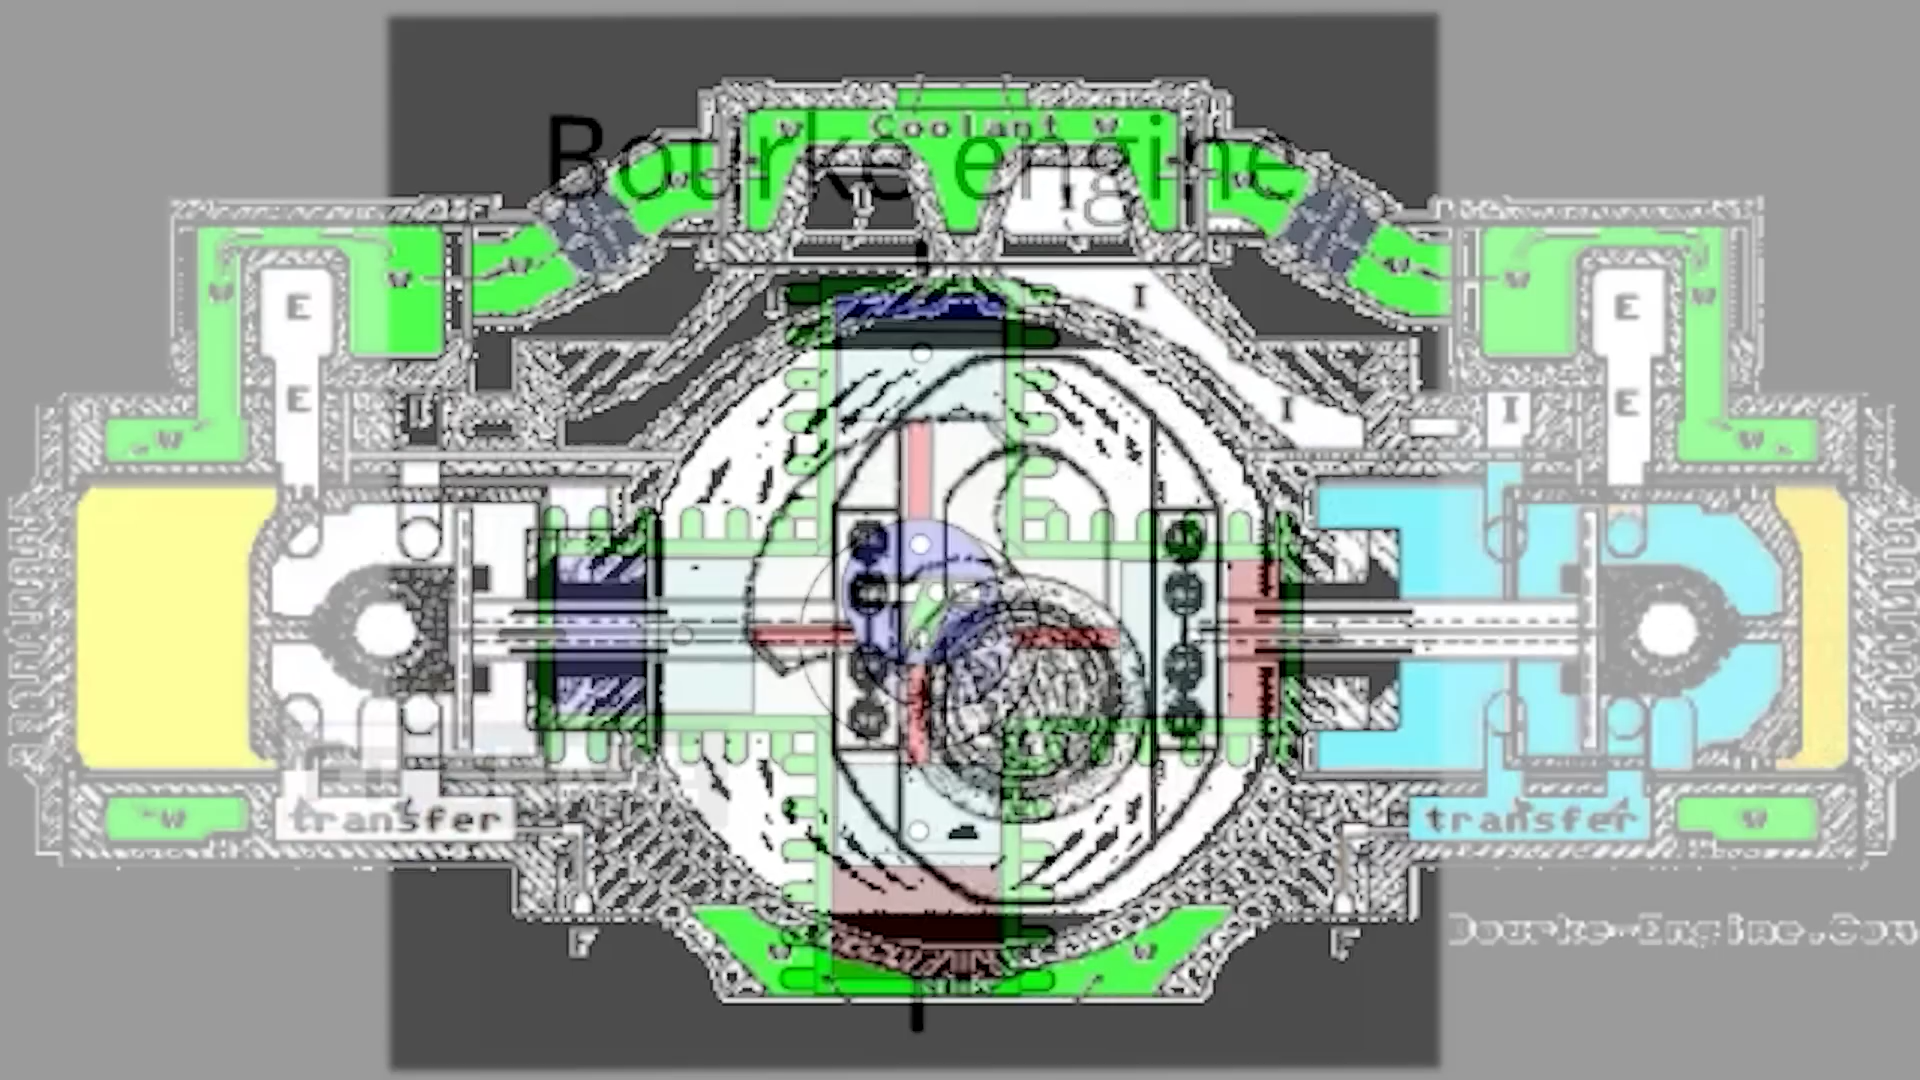 Bourke engine
W Coolant W
W W
I I
W W W W
E E
W W
I I
E E
I I
W W
transfer transfer
W W
Bourke-Engine.Com
F F
W W